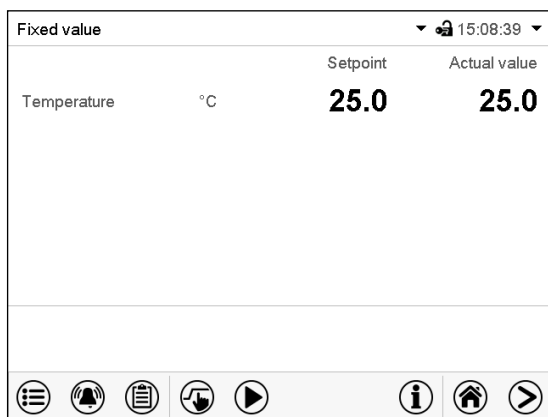 Fixed value 15:08:39
Setpoint Actual value
Temperature °C 25.0 25.0